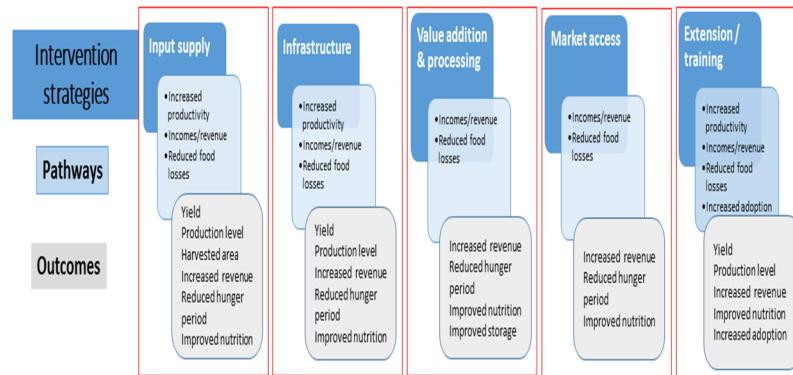 Intervention
strategies
Pathways
Outcomes
Input supply
•Increased
productivity
•Incomes/revenue
•Reduced food
losses
Yield
Production level
Harvested area
Increased revenue
Reduced hunger
period
Improved nutrition
Infrastructure
•Increased
productivity
•Incomes/revenue
•Reduced food
losses
Yield
Production level
Increased revenue
Reduced hunger
period
Improved nutrition
Value addition
& processing
•Incomes/revenue
•Reduced food
losses
Increased revenue
Reduced hunger
period
Improved nutrition
Improved storage
Market access
•Incomes/revenue
•Reduced food
losses
Increased revenue
Reduced hunger
period
Improved nutrition
Extension /
training
•Increased
productivity
•Incomes/revenue
•Reduced food
losses
•Increased adoption
Yield
Production level
Increased revenue
Improved nutrition
Increased adoption